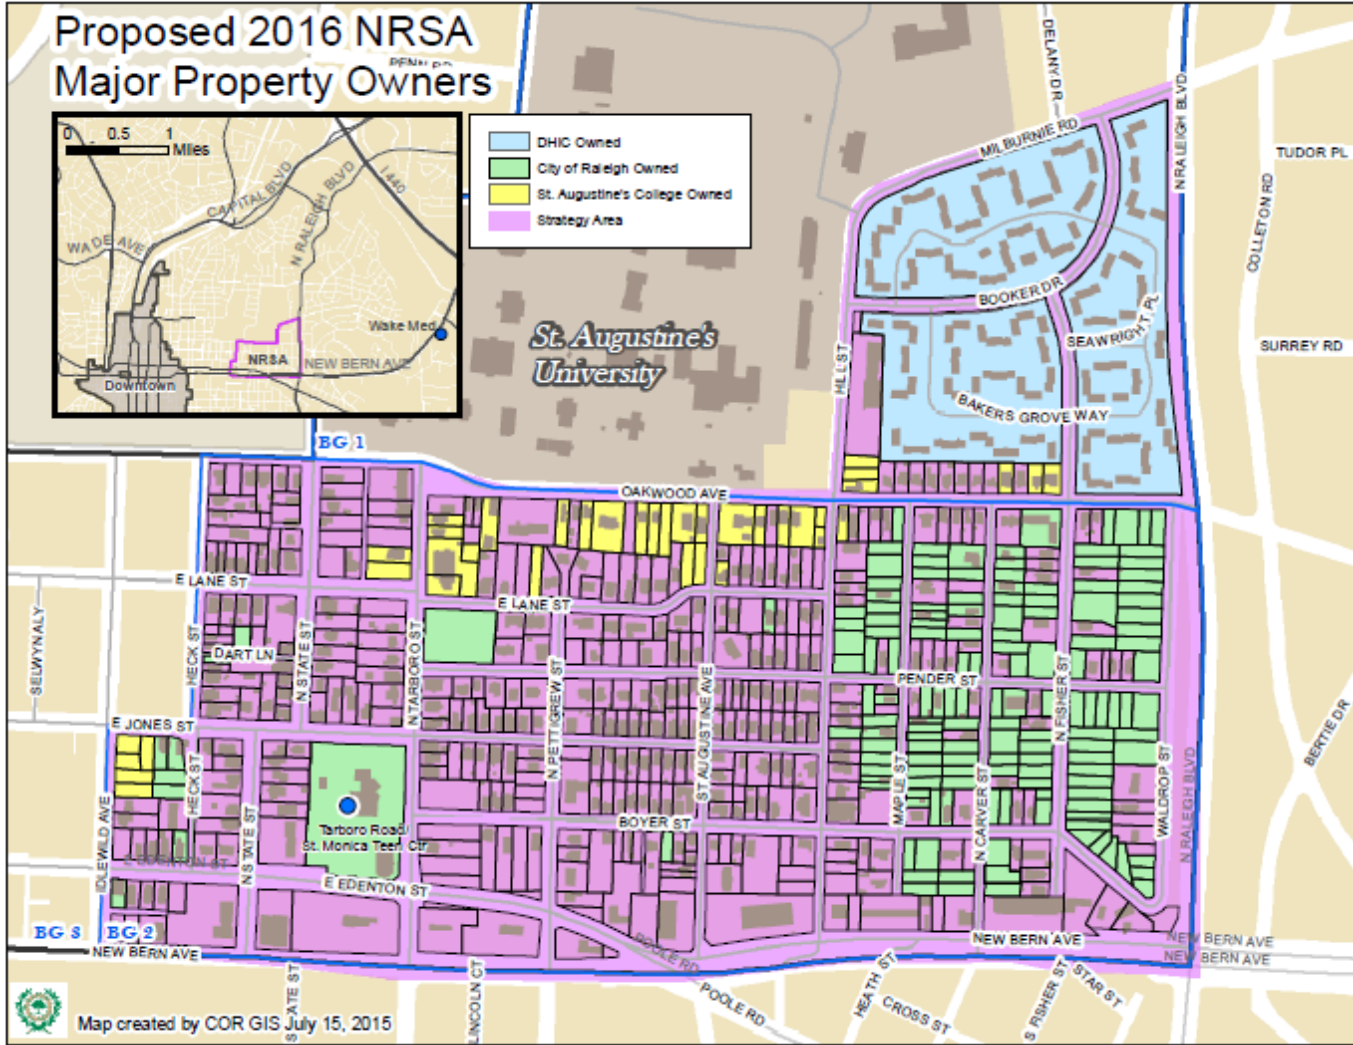 Proposed 2016 NRSA
Major Property Owners
PENN RD
0 0.5 1
Miles
CAPITAL BLVD
I 440
N RALEIGH BLVD
WADE AVE
Wake Med
NRSA
NEW BERN AVE
Downtown
DHIC Owned
City of Raleigh Owned
St. Augustine's College Owned
Strategy Area
DELANY DR
N RALEIGH BLVD
MILBURNIE RD
TUDOR PL
COLLETON RD
BOOKER DR
SEAWRIGHT PL
SURREY RD
St. Augustine's
University
HILL ST
BAKERS GROVE WAY
BG 1
OAKWOOD AVE
E LANE ST
E LANE ST
SELWYN ALY
HECK ST
DART LN
N STATE ST
N TARBORO ST
N PETTIGREW ST
ST AUGUSTINE AVE
PENDER ST
N FISHER ST
BERTIE DR
E JONES ST
HECK ST
MAPLE ST
N CARVER ST
WALDROP ST
N RALEIGH BLVD
IDLEWILD AVE
N STATE ST
Tarboro Road/
St. Monica Teen Ctr
BOYER ST
E EDENTON ST
E EDENTON ST
BG 3
BG 2
NEW BERN AVE
NEW BERN AVE
NEW BERN AVE
NEW BERN AVE
POOLE RD
POOLE RD
S STATE ST
LINCOLN CT
HEATH ST
CROSS ST
S FISHER ST
STAR ST
Map created by COR GIS July 15, 2015